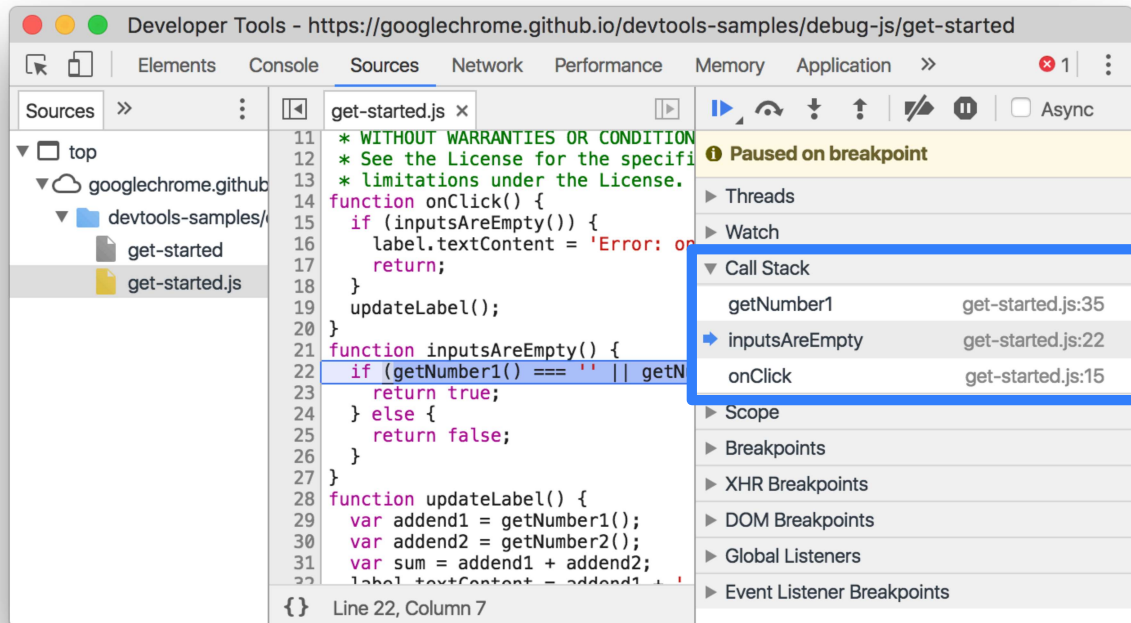 Developer Tools - https://googlechrome.github.io/devtools-samples/debug-js/get-started
Elements Console Sources Network Performance Memory Application » 1
Sources »
top
googlechrome.github
devtools-samples/
get-started
get-started.js
get-started.js ×
11 * WITHOUT WARRANTIES OR CONDITION
12 * See the License for the specifi
13 * limitations under the License.
14 function onClick() {
15 if (inputsAreEmpty()) {
16 label.textContent = 'Error: on
17 return;
18 }
19 updateLabel();
20 }
21 function inputsAreEmpty() {
22 if (getNumber1() === '' || getN
23 return true;
24 } else {
25 return false;
26 }
27 }
28 function updateLabel() {
29 var addend1 = getNumber1();
30 var addend2 = getNumber2();
31 var sum = addend1 + addend2;
32 label.textContent = addend1 + '
{} Line 22, Column 7
Async
Paused on breakpoint
Threads
Watch
Call Stack
getNumber1 get-started.js:35
inputsAreEmpty get-started.js:22
onClick get-started.js:15
Scope
Breakpoints
XHR Breakpoints
DOM Breakpoints
Global Listeners
Event Listener Breakpoints